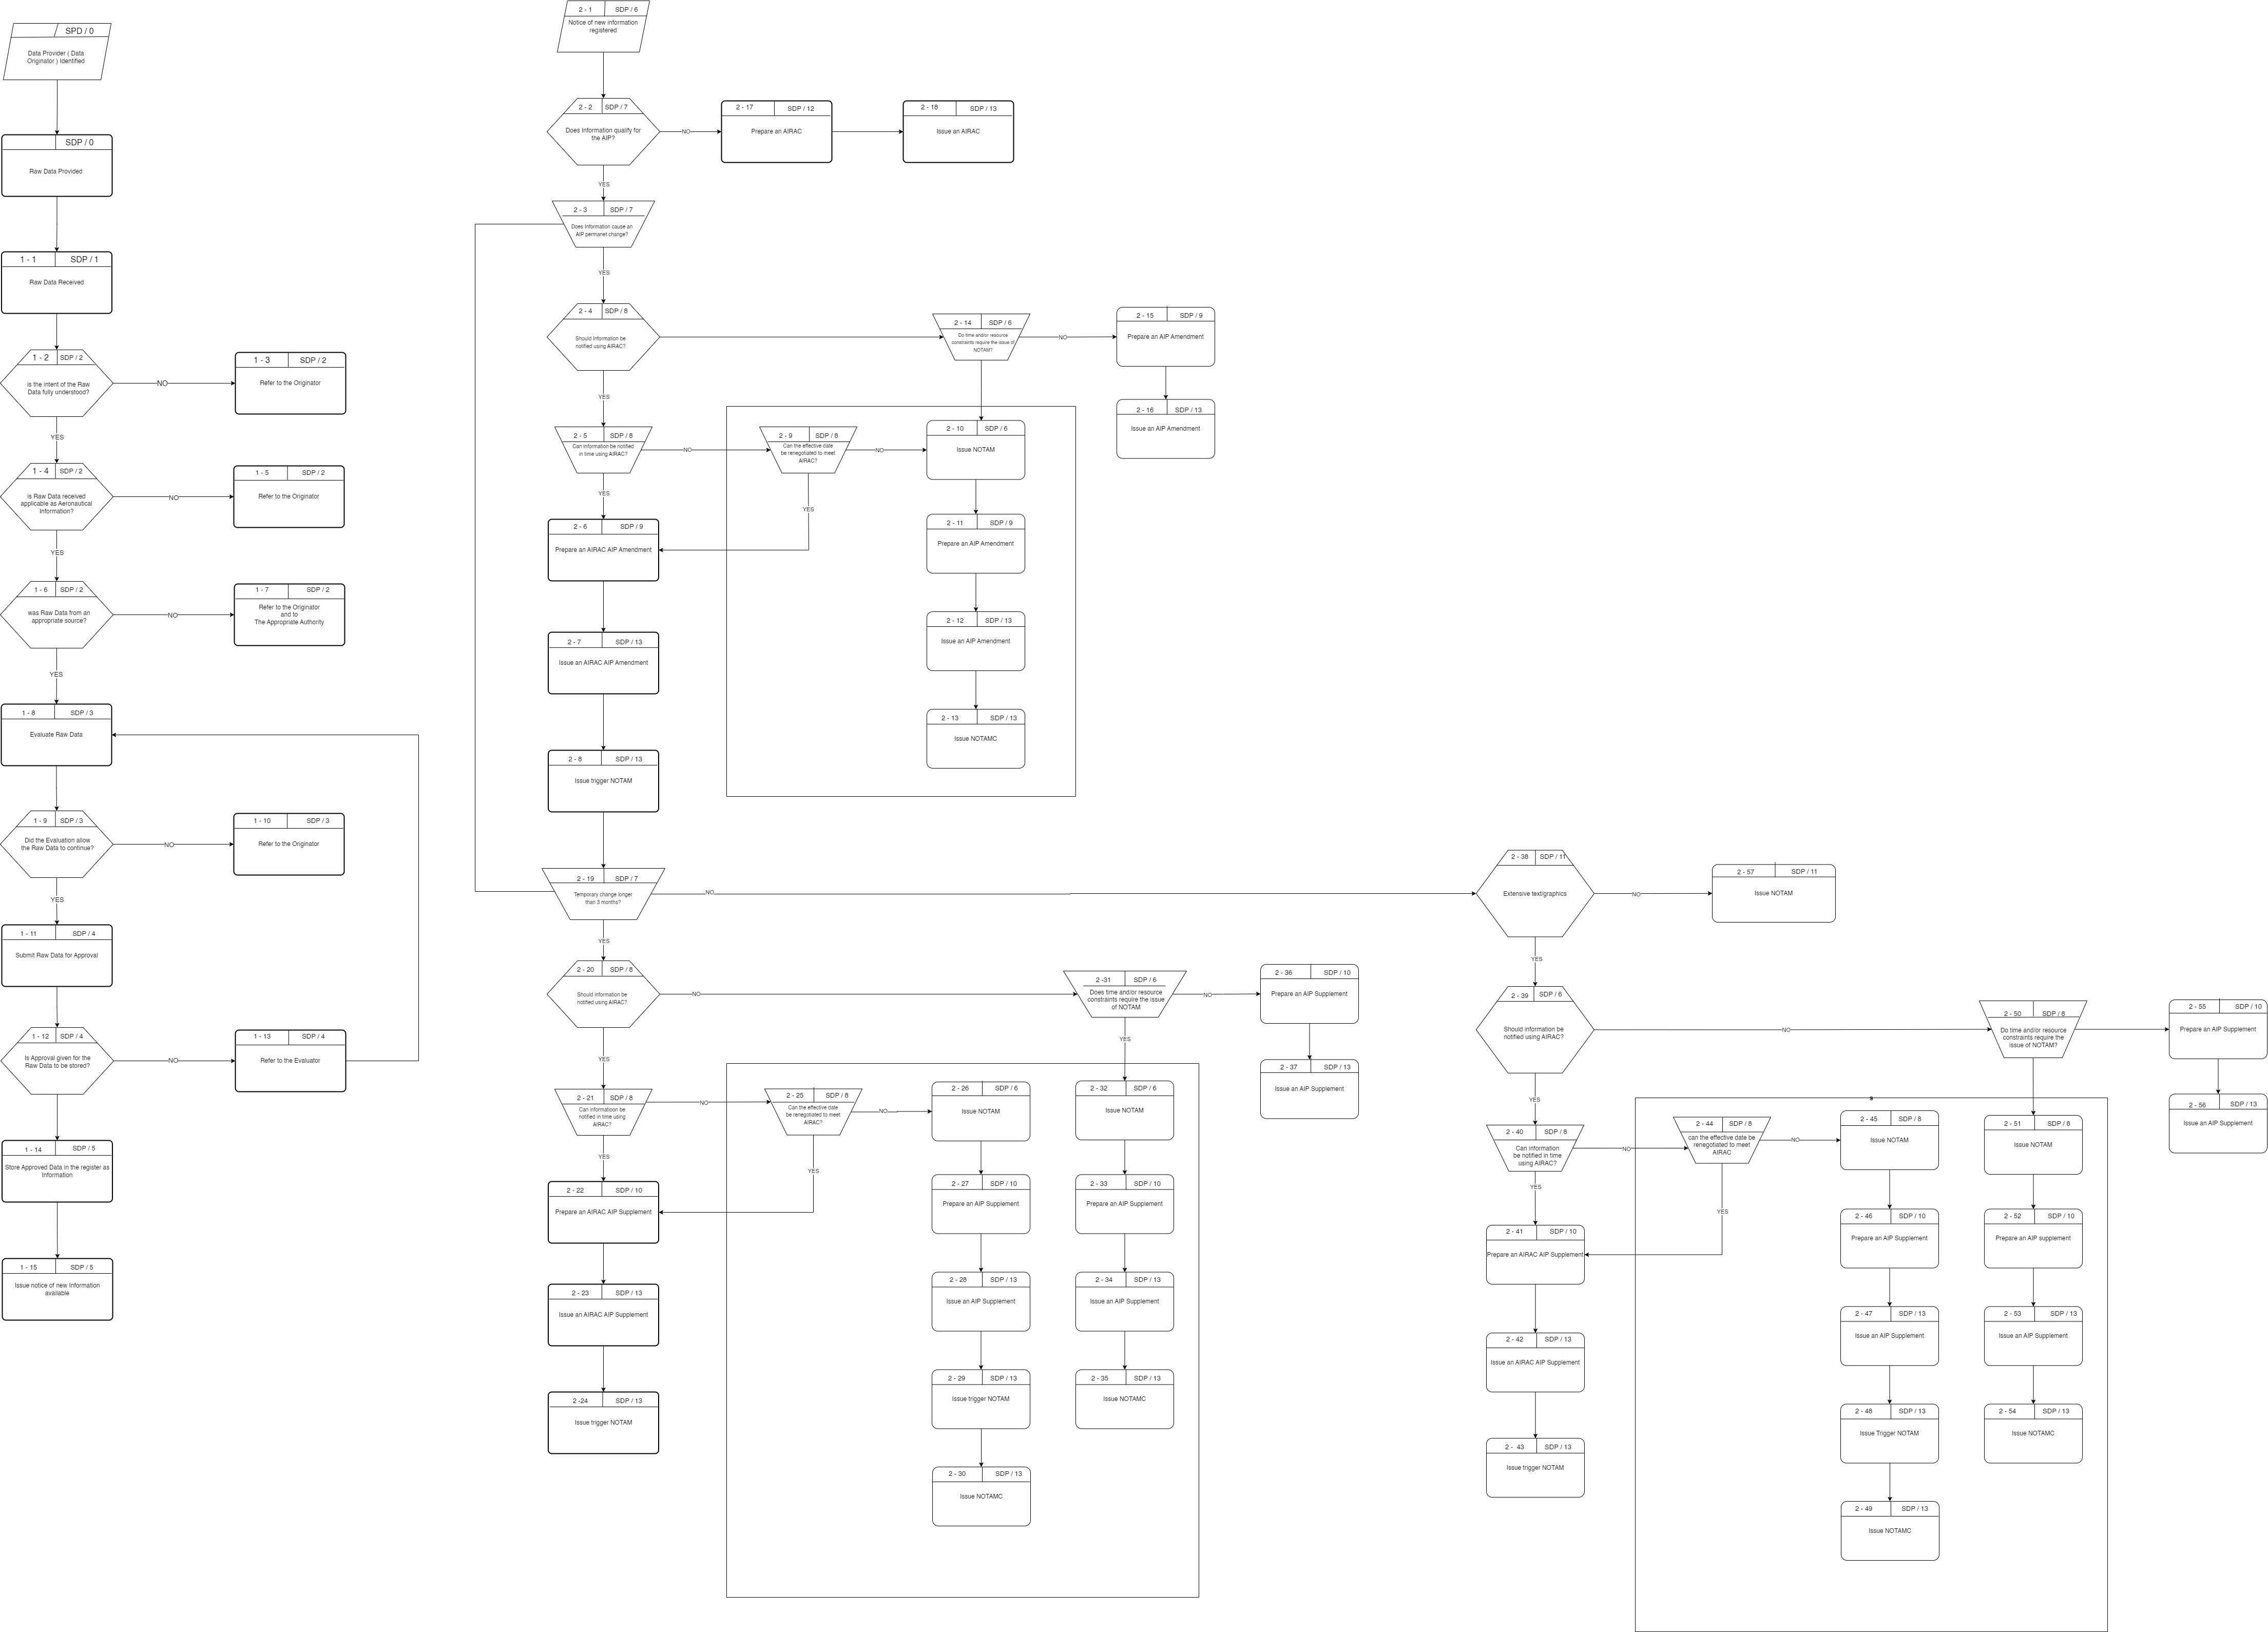 SPD / 0
Data Provider ( Data
Originator ) Identified
SDP / 0
Raw Data Provided
1 - 1 SDP / 1
Raw Data Received
1 - 2 SDP / 2
is the intent of the Raw
Data fully understood?
NO
1 - 3 SDP / 2
Refer to the Originator
YES
1 - 4 SDP / 2
is Raw Data received
applicable as Aeronautical
Information?
NO
1 - 5 SDP / 2
Refer to the Originator
YES
1 - 6 SDP / 2
was Raw Data from an
appropriate source?
NO
1 - 7 SDP / 2
Refer to the Originator
and to
The Appropriate Authority
YES
1 - 8 SDP / 3
Evaluate Raw Data
1 - 9 SDP / 3
Did the Evaluation allow
the Raw Data to continue?
NO
1 - 10 SDP / 3
Refer to the Originator
YES
1 - 11 SDP / 4
Submit Raw Data for Approval
1 - 12 SDP / 4
Is Approval given for the
Raw Data to be stored?
NO
1 - 13 SDP / 4
Refer to the Evaluator
1 - 14 SDP / 5
Store Approved Data in the register as
Information
1 - 15 SDP / 5
Issue notice of new Information
available
2 - 1 SDP / 6
Notice of new information
registered
2 - 2 SDP / 7
Does Information qualify for
the AIP?
NO
2 - 17 SDP / 12
Prepare an AIRAC
2 - 18 SDP / 13
Issue an AIRAC
YES
2 - 3 SDP / 7
Does Information cause an
AIP permanet change?
YES
2 - 4 SDP / 8
Should Information be
notified using AIRAC?
2 - 14 SDP / 6
Do time and/or resource
constraints require the issue of
NOTAM?
NO
2 - 15 SDP / 9
Prepare an AIP Amendment
2 - 16 SDP / 13
Issue an AIP Amendment
YES
2 - 5 SDP / 8
Can information be notified
in time using AIRAC?
NO
2 - 9 SDP / 8
Can the effective date
be renegotiated to meet
AIRAC?
NO
2 - 10 SDP / 6
Issue NOTAM
YES
YES
2 - 6 SDP / 9
Prepare an AIRAC AIP Amendment
2 - 11 SDP / 9
Prepare an AIP Amendment
2 - 12 SDP / 13
Issue an AIP Amendment
2 - 7 SDP / 13
Issue an AIRAC AIP Amendment
2 - 13 SDP / 13
Issue NOTAMC
2 - 8 SDP / 13
Issue trigger NOTAM
2 - 19 SDP / 7
Temporary change longer
than 3 months?
NO
YES
2 - 20 SDP / 8
Should information be
notified using AIRAC?
NO
2 -31 SDP / 6
Does time and/or resource
constraints require the issue
of NOTAM
NO
2 - 36 SDP / 10
Prepare an AIP Supplement
2 - 37 SDP / 13
Issue an AIP Supplement
YES
YES
2 - 21 SDP / 8
Can informatioon be
notified in time using
AIRAC?
NO
2 - 25 SDP / 8
Can the effective date
be renegotiated to meet
AIRAC?
NO
2 - 26 SDP / 6
Issue NOTAM
2 - 32 SDP / 6
Issue NOTAM
YES
YES
2 - 22 SDP / 10
Prepare an AIRAC AIP Supplement
2 - 27 SDP / 10
Prepare an AIP Supplement
2 - 33 SDP / 10
Prepare an AIP Supplement
2 - 23 SDP / 13
Issue an AIRAC AIP Supplement
2 - 28 SDP / 13
Issue an AIP Supplement
2 - 34 SDP / 13
Issue an AIP Supplement
2 -24 SDP / 13
Issue trigger NOTAM
2 - 29 SDP / 13
Issue trigger NOTAM
2 - 35 SDP / 13
Issue NOTAMC
2 - 30 SDP / 13
Issue NOTAMC
2 - 38 SDP / 11
Extensive text/graphics
NO
2 - 57 SDP / 11
Issue NOTAM
YES
2 - 39 SDP / 6
Should information be
notified using AIRAC?
NO
2 - 50 SDP / 8
Do time and/or resource
constraints require the
issue of NOTAM?
2 - 55 SDP / 10
Prepare an AIP Supplement
2 - 56 SDP / 13
Issue an AIP Supplement
YES
2 - 40 SDP / 8
Can information
be notified in time
using AIRAC?
NO
2 - 44 SDP / 8
can the effective date be
renegotiated to meet
AIRAC
NO
2 - 45 SDP / 8
Issue NOTAM
2 - 51 SDP / 8
Issue NOTAM
YES
YES
2 - 41 SDP / 10
Prepare an AIRAC AIP Supplement
2 - 46 SDP / 10
Prepare an AIP Supplement
2 - 52 SDP / 10
Prepare an AIP supplement
2 - 42 SDP / 13
Issue an AIRAC AIP Supplement
2 - 47 SDP / 13
Issue an AIP Supplement
2 - 53 SDP / 13
Issue an AIP Supplement
2 - 43 SDP / 13
Issue trigger NOTAM
2 - 48 SDP / 13
Issue Trigger NOTAM
2 - 54 SDP / 13
Issue NOTAMC
2 - 49 SDP / 13
Issue NOTAMC